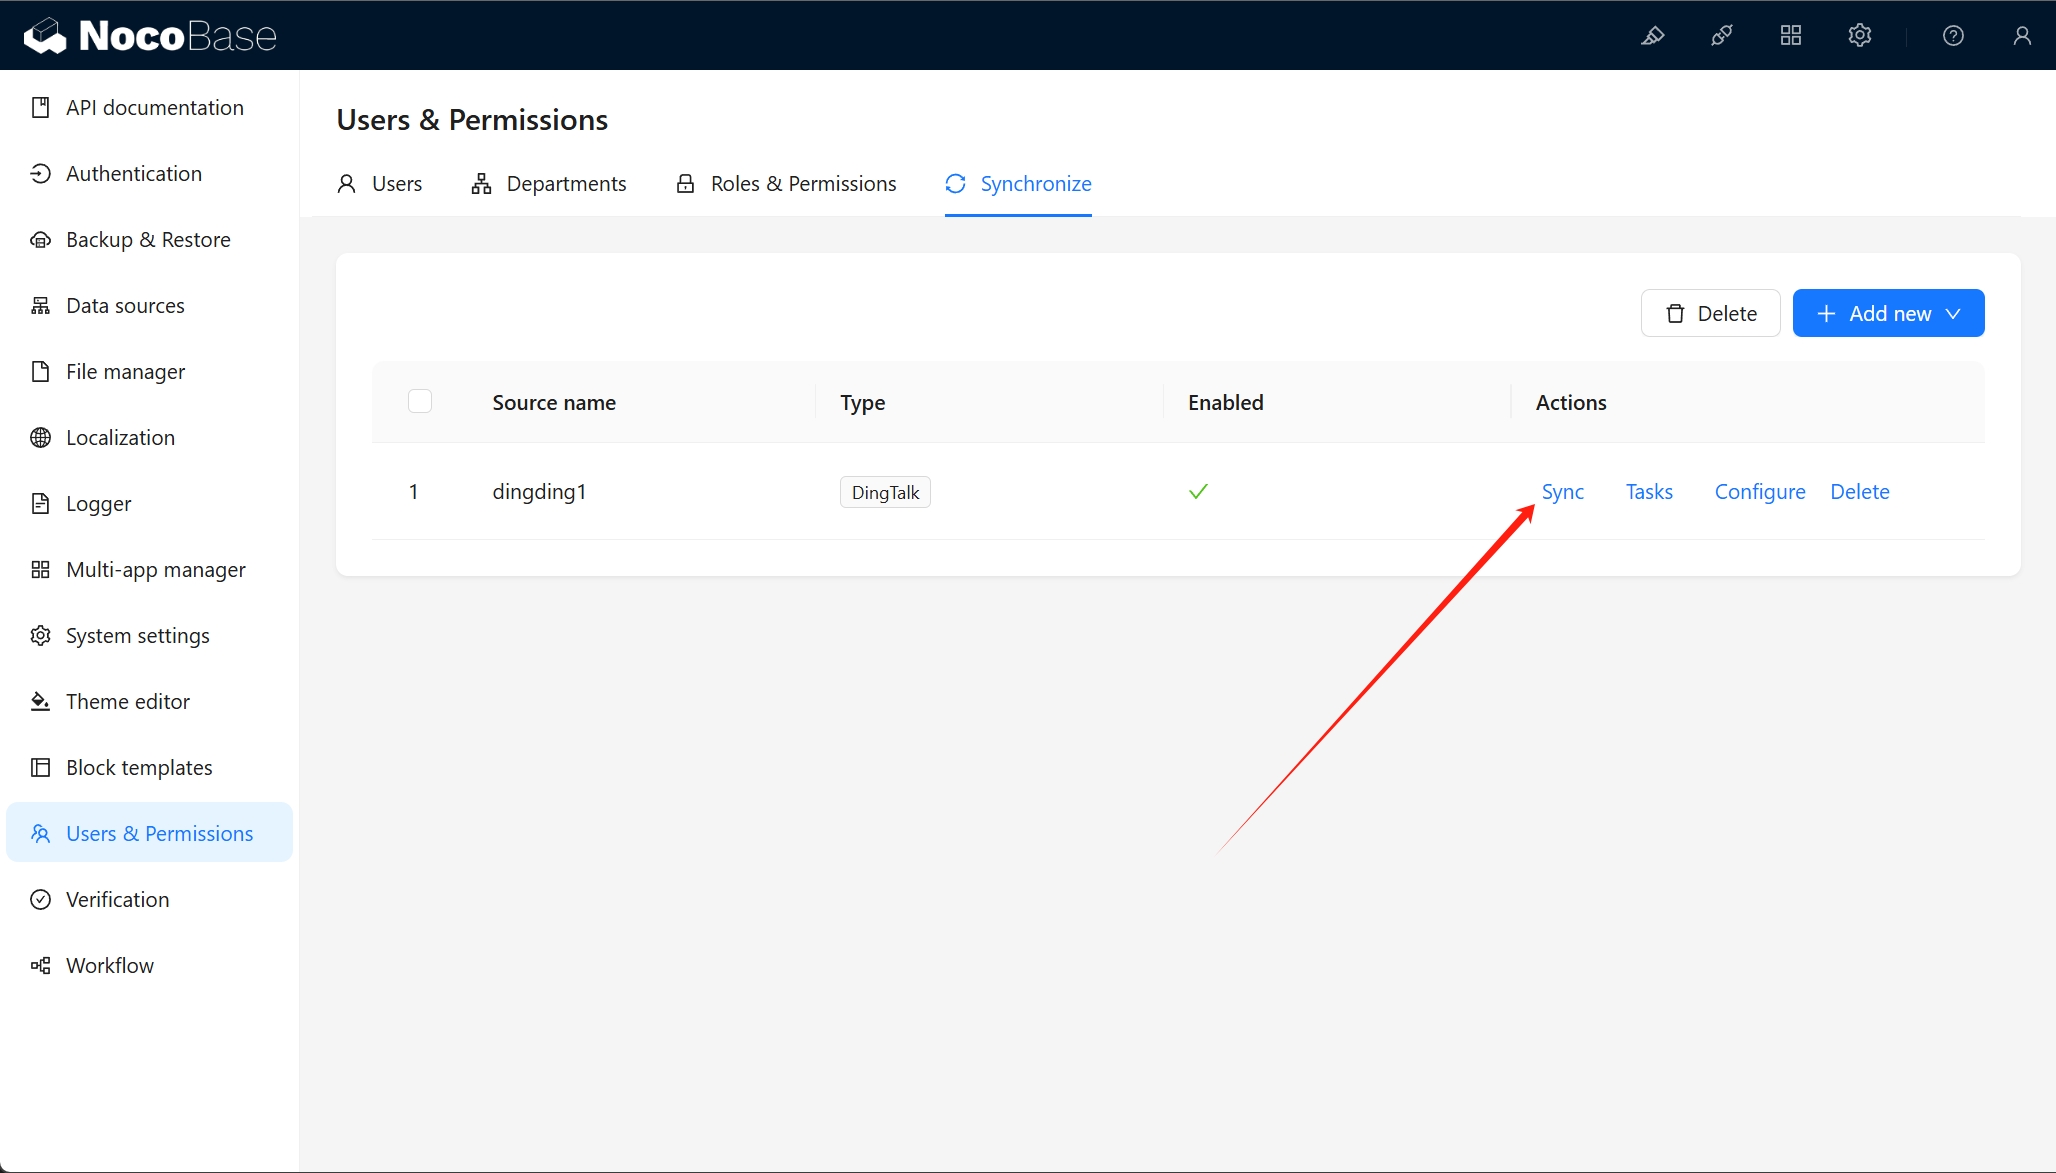 NocoBase
API documentation
Authentication
Backup & Restore
Data sources
File manager
Localization
Logger
Multi-app manager
System settings
Theme editor
Block templates
Users & Permissions
Verification
Workflow
Users & Permissions
Users Departments Roles & Permissions Synchronize
Delete Add new
Source name Type Enabled Actions
1 dingding1 DingTalk Sync Tasks Configure Delete